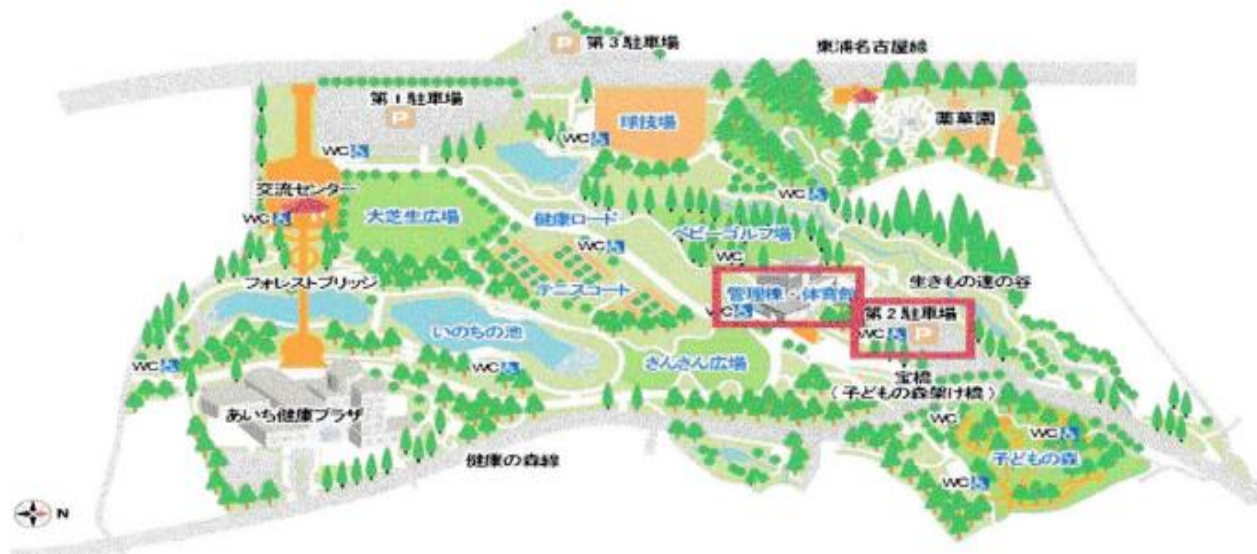 P 第3駐車場
東浦名古屋線
第1駐車場
P
球技場
薬草園
WC
WC
交流センター
WC
大芝生広場
健康ロード
WC
ベビーゴルフ場
WC
WC
フォレストブリッジ
テニスコート
管理棟・体育館
生きもの達の谷
WC
第2駐車場
WC P
いのちの池
WC
WC
さんさん広場
宝橋
(子どもの森架け橋)
あいち健康プラザ
WC
WC
健康の森線
子どもの森
WC
N